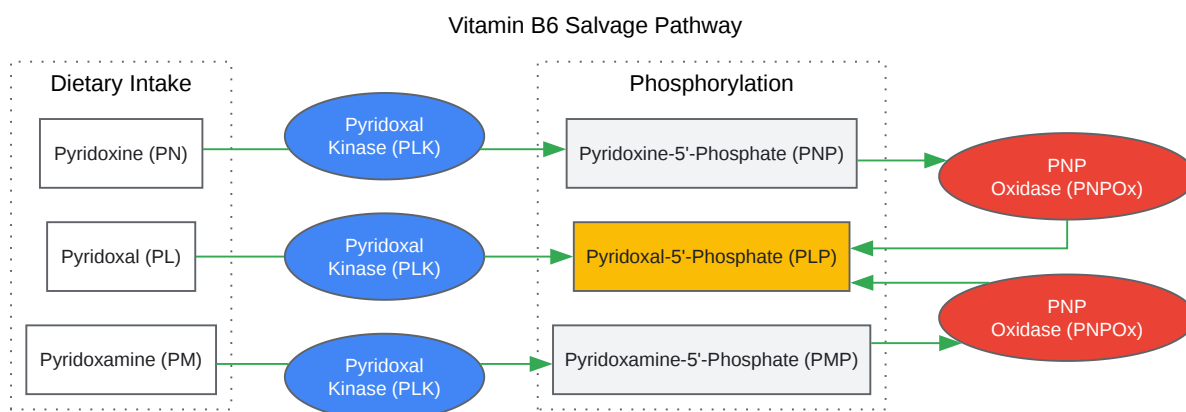 Vitamin B6 Salvage Pathway
Dietary Intake
Phosphorylation
Pyridoxine (PN)
Pyridoxal
Kinase (PLK)
Pyridoxine-5'-Phosphate (PNP)
PNP
Oxidase (PNPOx)
Pyridoxal (PL)
Pyridoxal
Kinase (PLK)
Pyridoxal-5'-Phosphate (PLP)
Pyridoxamine (PM)
Pyridoxal
Kinase (PLK)
Pyridoxamine-5'-Phosphate (PMP)
PNP
Oxidase (PNPOx)